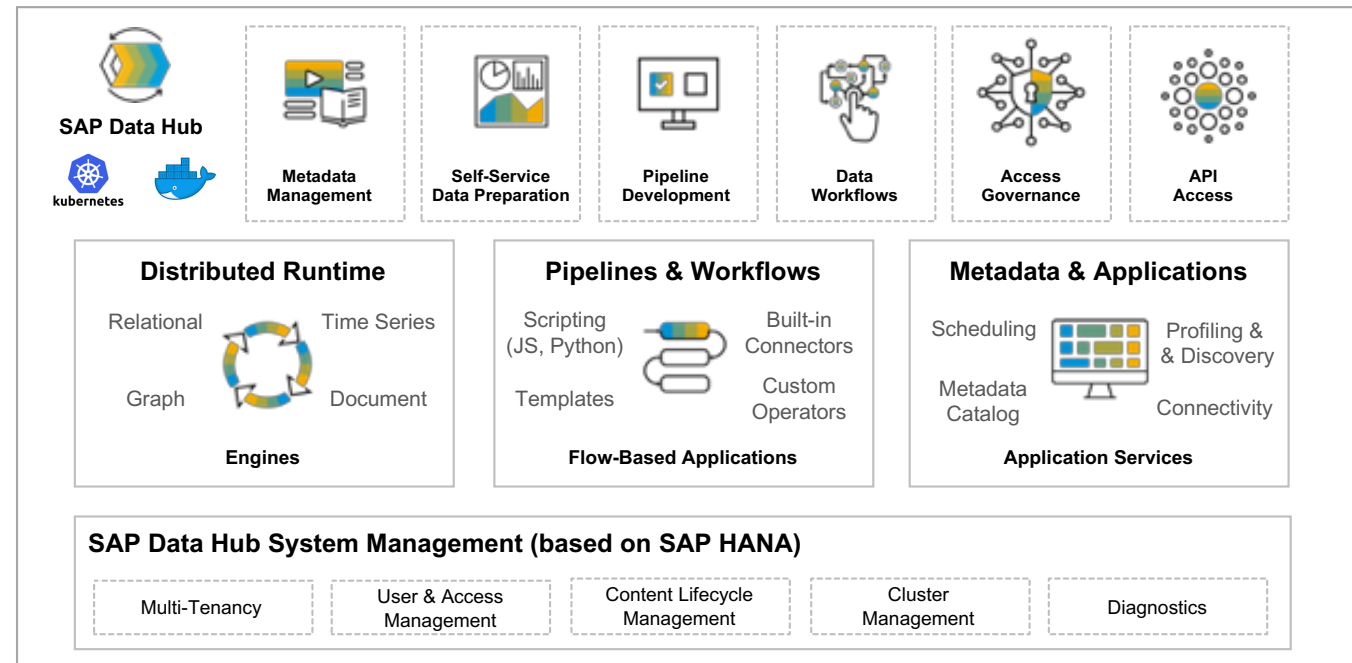 SAP Data Hub
kubernetes
Metadata
Management
Self-Service
Data Preparation
Pipeline
Development
Data
Workflows
Access
Governance
API
Access
Distributed Runtime
Relational
Time Series
Graph
Document
Engines
Pipelines & Workflows
Scripting
(JS, Python)
Built-in
Connectors
Templates
Custom
Operators
Flow-Based Applications
Metadata & Applications
Scheduling
Profiling &
& Discovery
Metadata
Catalog
Connectivity
Application Services
SAP Data Hub System Management (based on SAP HANA)
Multi-Tenancy
User & Access
Management
Content Lifecycle
Management
Cluster
Management
Diagnostics